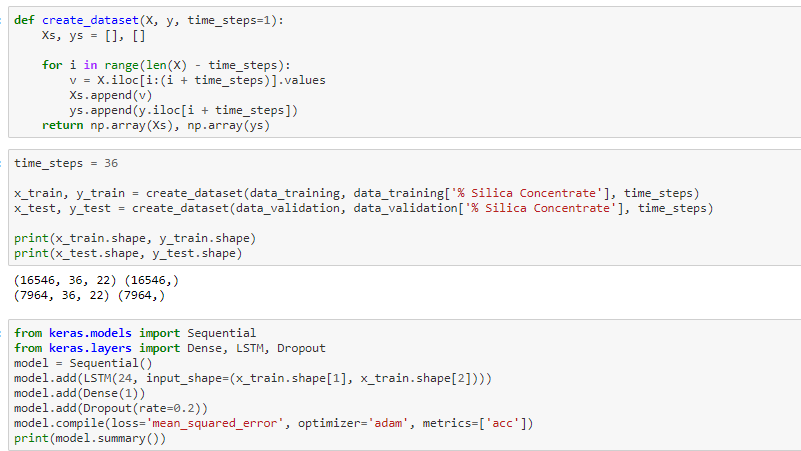 def create_dataset(X, y, time_steps=1):
    Xs, ys = [], []
    for i in range(len(X) - time_steps):
        v = X.iloc[i:(i + time_steps)].values
        Xs.append(v)
        ys.append(y.iloc[i + time_steps])
    return np.array(Xs), np.array(ys)
time_steps = 36
x_train, y_train = create_dataset(data_training, data_training['% Silica Concentrate'], time_steps)
x_test, y_test = create_dataset(data_validation, data_validation['% Silica Concentrate'], time_steps)
print(x_train.shape, y_train.shape)
print(x_test.shape, y_test.shape)
(16546, 36, 22) (16546,)
(7964, 36, 22) (7964,)
from keras.models import Sequential
from keras.layers import Dense, LSTM, Dropout
model = Sequential()
model.add(LSTM(24, input_shape=(x_train.shape[1], x_train.shape[2])))
model.add(Dense(1))
model.add(Dropout(rate=0.2))
model.compile(loss='mean_squared_error', optimizer='adam', metrics=['acc'])
print(model.summary())